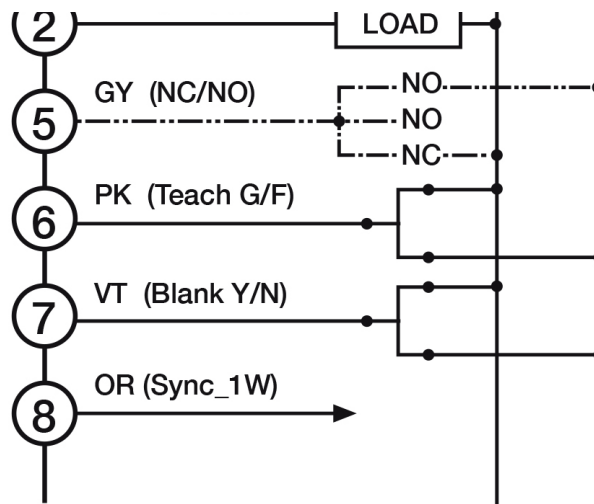 2 LOAD
GY (NC/NO) NO
5 NO
NC
PK (Teach G/F)
6
VT (Blank Y/N)
7
OR (Sync_1W)
8